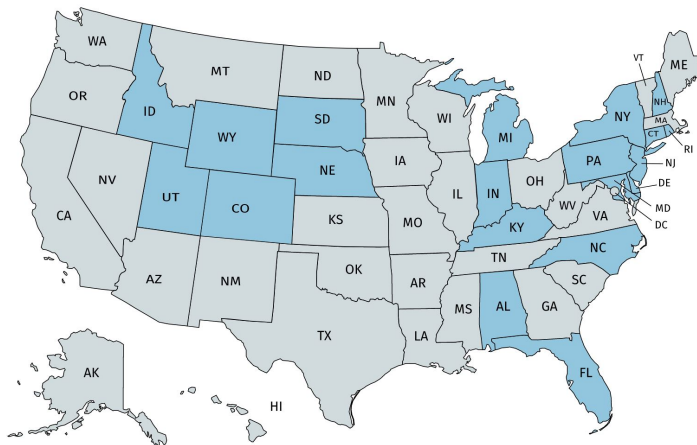 WA
MT
ND
MN
VT
ME
OR
ID
SD
WI
NY
NH
MA
CT
RI
WY
MI
IA
NE
PA
NJ
NV
UT
CO
IL
IN
OH
DE
MD
DC
WV
VA
CA
KS
MO
KY
NC
AZ
NM
OK
AR
TN
SC
MS
AL
GA
TX
LA
AK
HI
FL